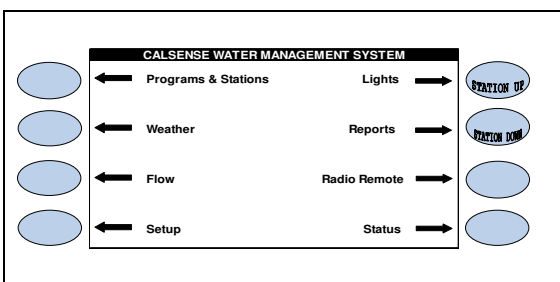 CALSENSE WATER MANAGEMENT SYSTEM
Programs & Stations Lights STATION UP
Weather Reports STATION DOWN
Flow Radio Remote
Setup Status